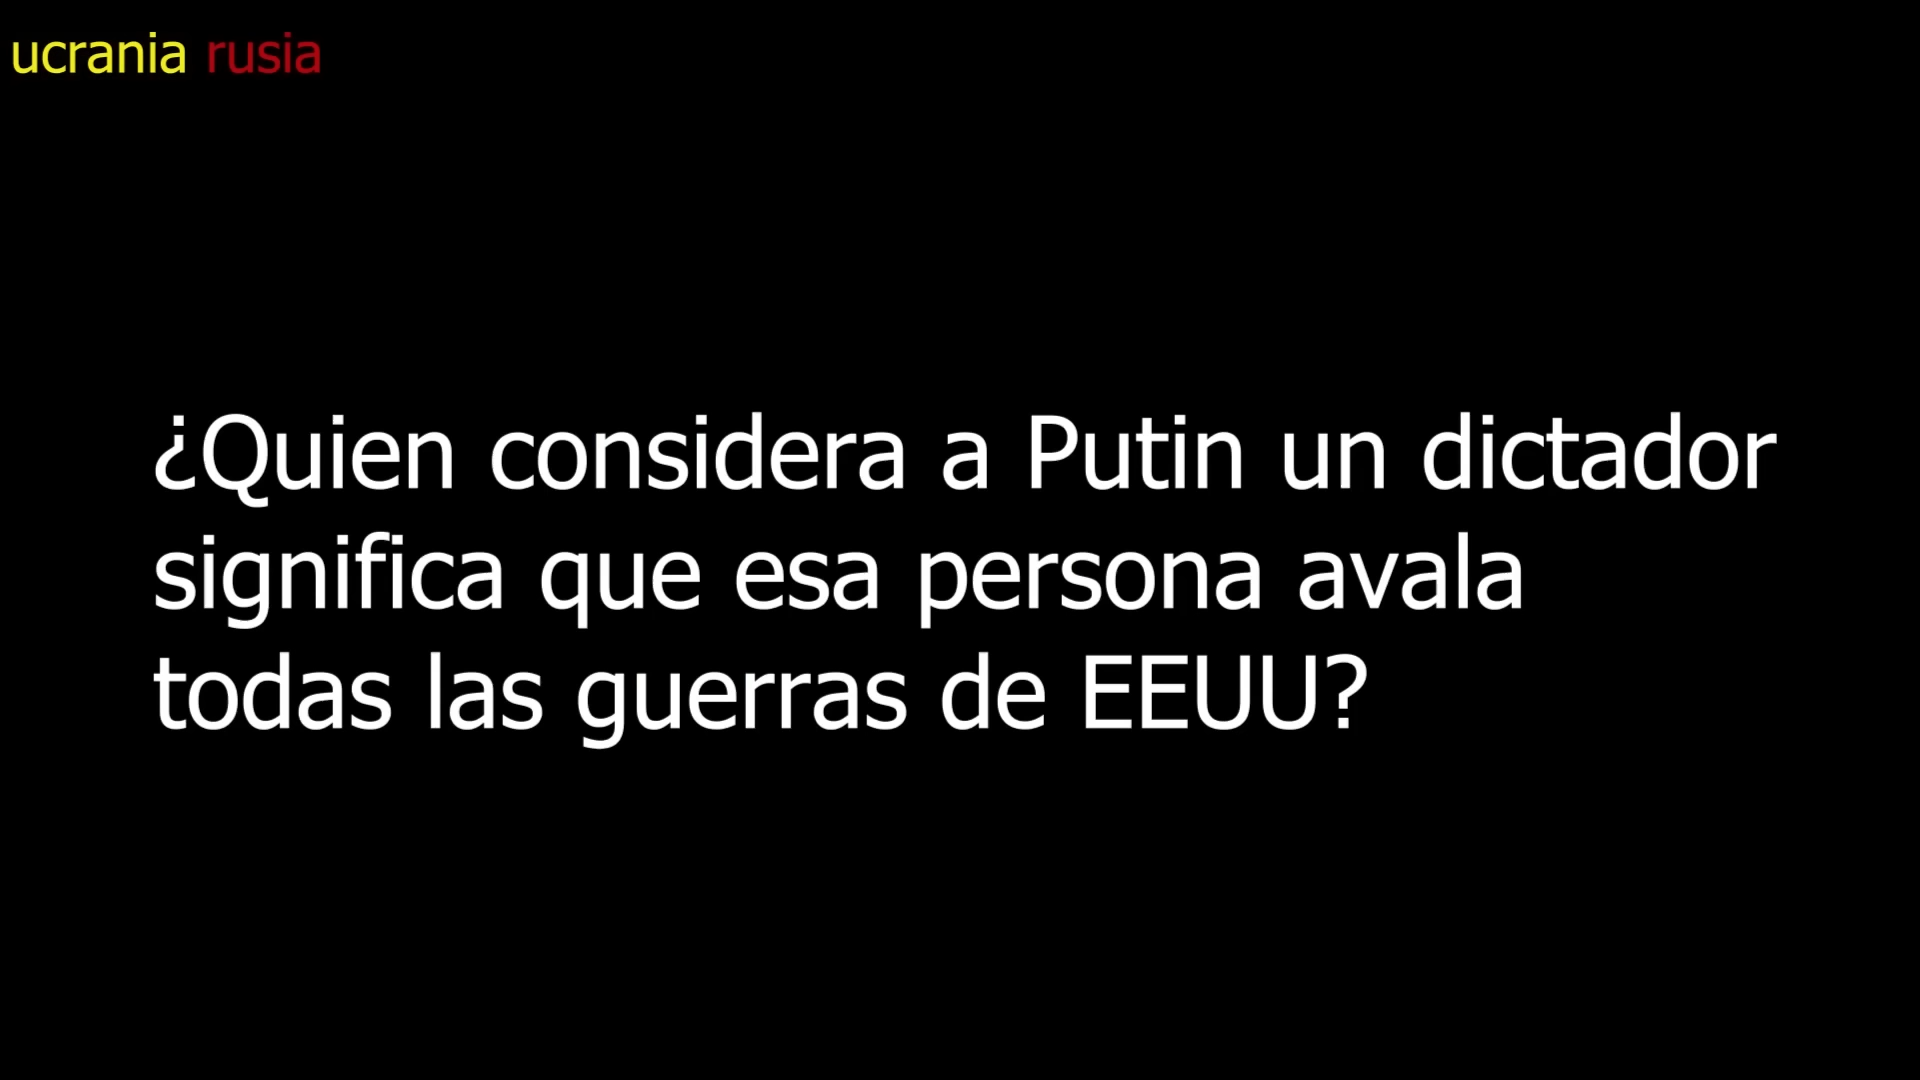 ucrania rusia
¿Quien considera a Putin un dictador
significa que esa persona avala
todas las guerras de EEUU?